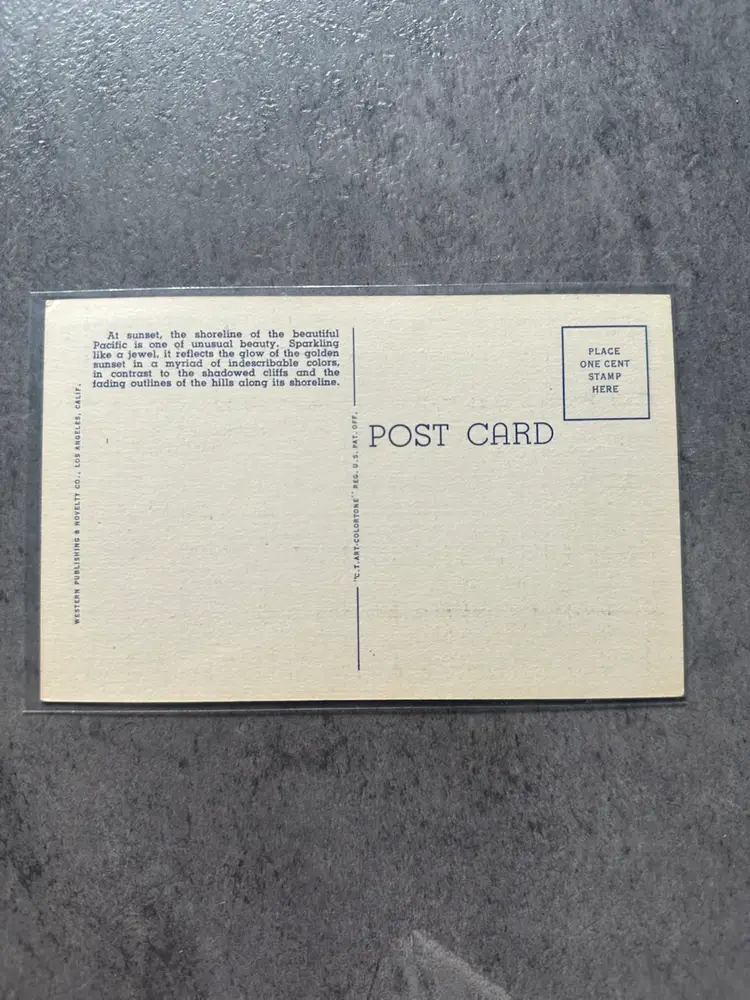 At sunset, the shoreline of the beautiful
Pacific is one of unusual beauty. Sparkling
like a jewel, it reflects the glow of the golden
sunset in a myriad of indescribable colors,
in contrast to the shadowed cliffs and the
fading outlines of the hills along its shoreline.
WESTERN PUBLISHING & NOVELTY CO., LOS ANGELES, CALIF.
"C.T.ART-COLORTONE" REG. U.S. PAT. OFF.
POST CARD
PLACE
ONE CENT
STAMP
HERE